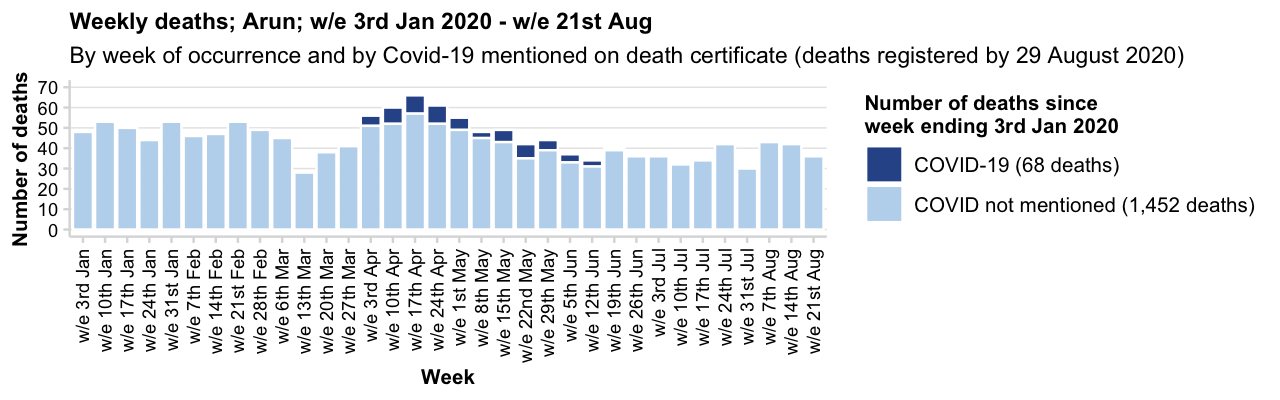 Weekly deaths; Arun; w/e 3rd Jan 2020 - w/e 21st Aug
By week of occurrence and by Covid-19 mentioned on death certificate (deaths registered by 29 August 2020)
Number of deaths
70
60
50
40
30
20
10
0
w/e 3rd Jan
w/e 10th Jan
w/e 17th Jan
w/e 24th Jan
w/e 31st Jan
w/e 7th Feb
w/e 14th Feb
w/e 21st Feb
w/e 28th Feb
w/e 6th Mar
w/e 13th Mar
w/e 20th Mar
w/e 27th Mar
w/e 3rd Apr
w/e 10th Apr
w/e 17th Apr
w/e 24th Apr
w/e 1st May
w/e 8th May
w/e 15th May
w/e 22nd May
w/e 29th May
w/e 5th Jun
w/e 12th Jun
w/e 19th Jun
w/e 26th Jun
w/e 3rd Jul
w/e 10th Jul
w/e 17th Jul
w/e 24th Jul
w/e 31st Jul
w/e 7th Aug
w/e 14th Aug
w/e 21st Aug
Week
Number of deaths since
week ending 3rd Jan 2020
COVID-19 (68 deaths)
COVID not mentioned (1,452 deaths)